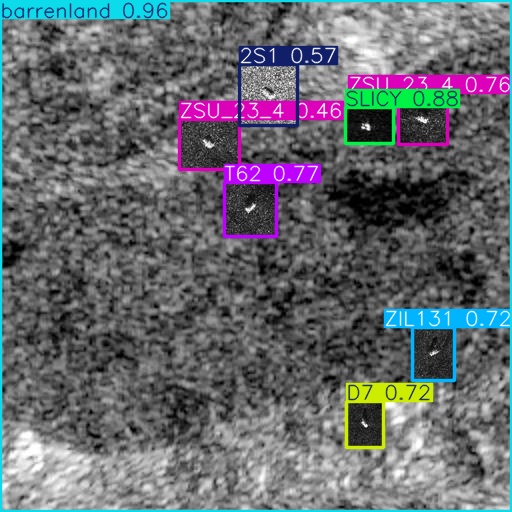 barrenland 0.96
2S1 0.57
ZSU_23_4 0.76
SLICY 0.88
ZSU_23_4 0.46
T62 0.77
ZIL131 0.72
D7 0.72